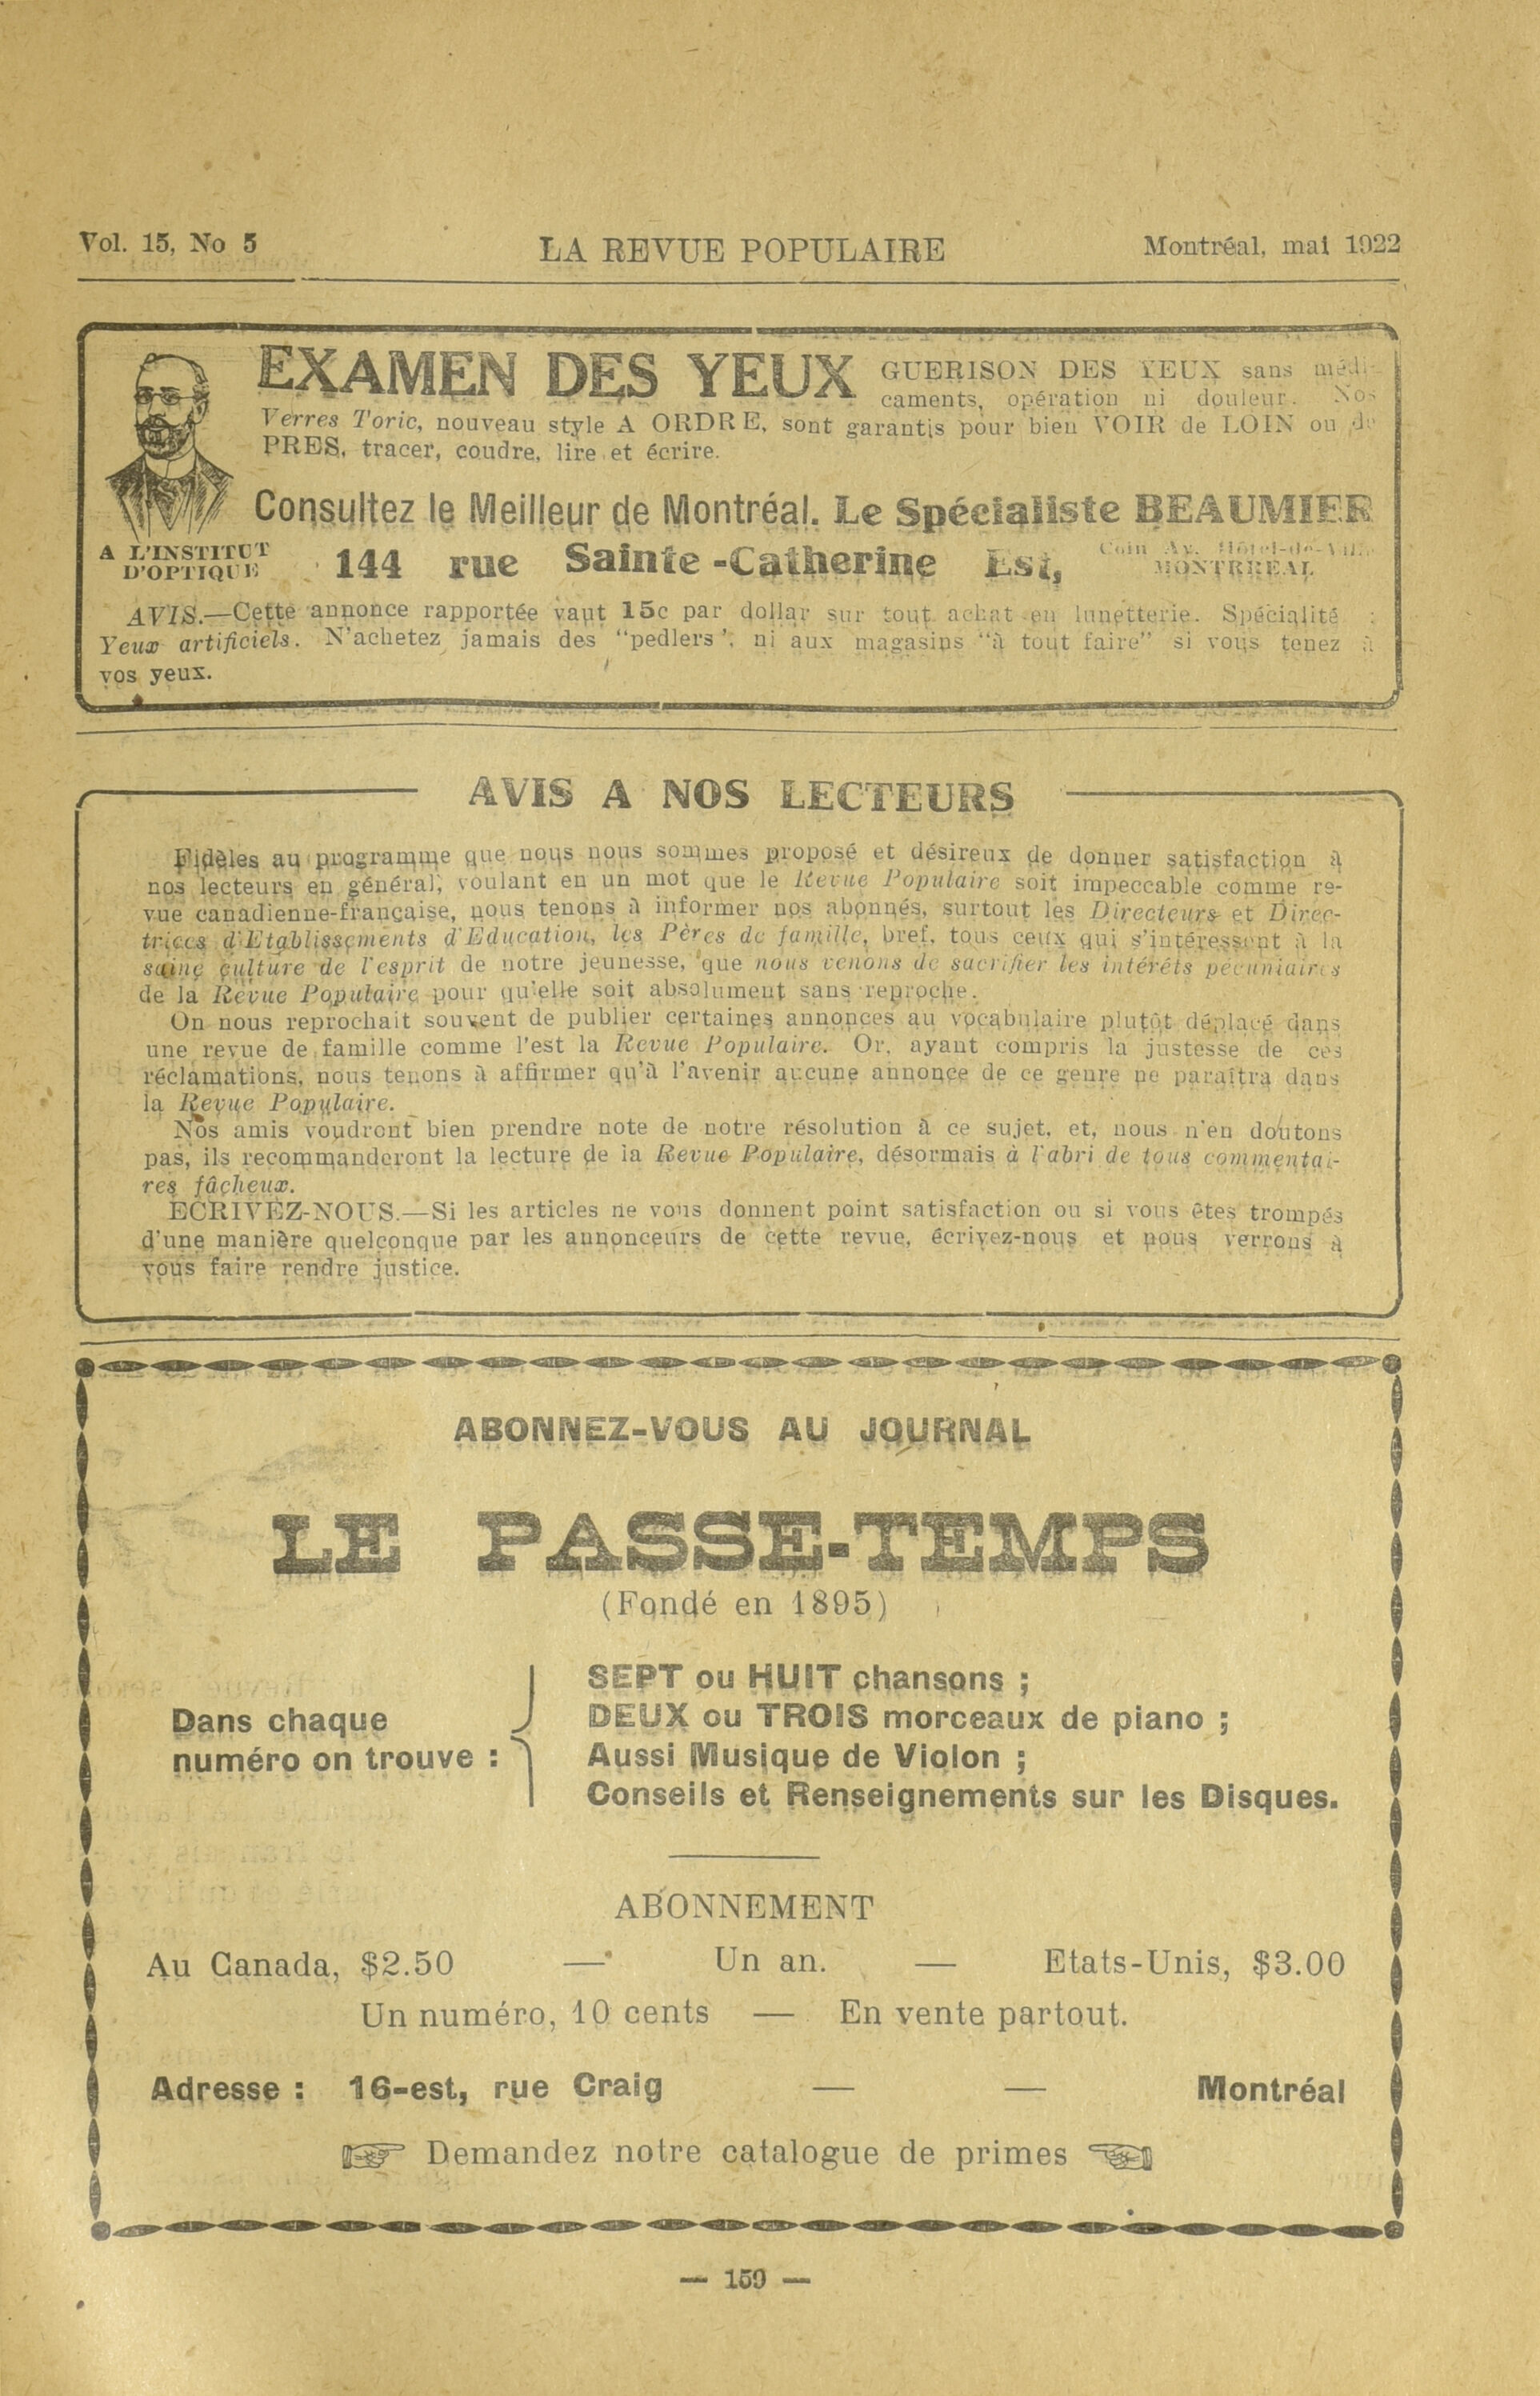 Vol. 15, No 5 LA REVUE POPULAIRE Montréal, mai 1922
EXAMEN DES YEUX GUERISON DES YEUX sans médi-
caments, opération ni douleur. Nos
Verres Toric, nouveau style A ORDRE, sont garantis pour bien VOIR de LOIN ou de
PRES, tracer, coudre, lire et écrire.
Consultez le Meilleur de Montréal. Le Spécialiste BEAUMIER
A L'INSTITUT
D'OPTIQUE
144 rue Sainte-Catherine Est,
Coin Av. Hôtel-de-Ville
MONTRREAL
AVIS.—Cette annonce rapportée vaut 15c par dollar sur tout achat en lunetterie. Spécialité :
Yeux artificiels. N'achetez jamais des "pedlers", ni aux magasins "à tout faire" si vous tenez à
vos yeux.
AVIS A NOS LECTEURS
Fidèles au programme que nous nous sommes proposé et désireux de donner satisfaction à
nos lecteurs en général, voulant en un mot que le Revue Populaire soit impeccable comme re-
vue canadienne-française, nous tenons à informer nos abonnés, surtout les Directeurs et Direc-
trices d'Etablissements d'Education, les Pères de famille, bref, tous ceux qui s'intéressent à la
saine culture de l'esprit de notre jeunesse, que nous venons de sacrifier les intérêts pécuniaires
de la Revue Populaire pour qu'elle soit absolument sans reproche.
On nous reprochait souvent de publier certaines annonces au vocabulaire plutôt déplacé dans
une revue de famille comme l'est la Revue Populaire. Or, ayant compris la justesse de ces
réclamations, nous tenons à affirmer qu'à l'avenir aucune annonce de ce genre ne paraîtra dans
la Revue Populaire.
Nos amis voudront bien prendre note de notre résolution à ce sujet, et, nous n'en doutons
pas, ils recommanderont la lecture de la Revue Populaire, désormais à l'abri de tous commentai-
res fâcheux.
ECRIVEZ-NOUS.—Si les articles ne vous donnent point satisfaction ou si vous êtes trompés
d'une manière quelconque par les annonceurs de cette revue, écrivez-nous et nous verrons à
vous faire rendre justice.
ABONNEZ-VOUS AU JOURNAL
LE PASSE-TEMPS
(Fondé en 1895)
Dans chaque
numéro on trouve :
SEPT ou HUIT chansons ;
DEUX ou TROIS morceaux de piano ;
Aussi Musique de Violon ;
Conseils et Renseignements sur les Disques.
ABONNEMENT
Au Canada, $2.50 — Un an. — Etats-Unis, $3.00
Un numéro, 10 cents — En vente partout.
Adresse : 16-est, rue Craig — — Montréal
☞ Demandez notre catalogue de primes ☜
— 159 —